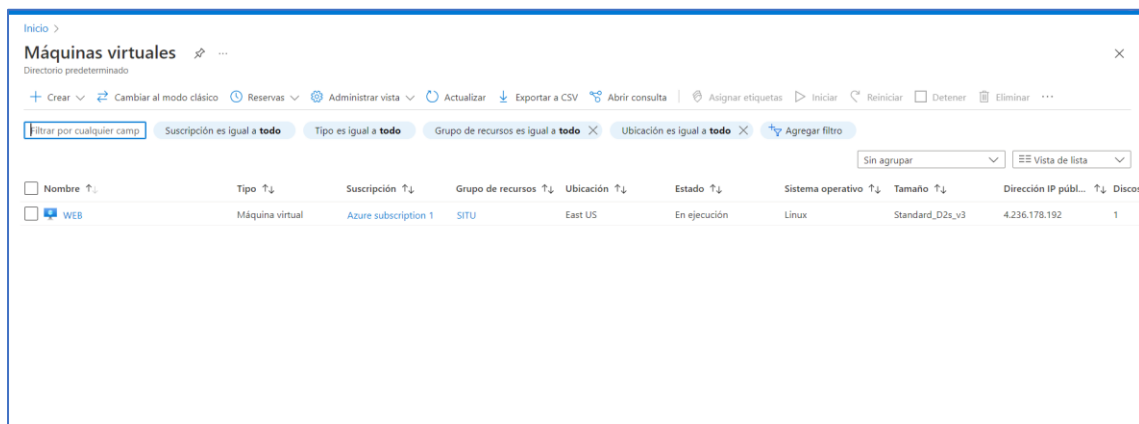 Inicio >
Máquinas virtuales ...
Directorio predeterminado
Crear Cambiar al modo clásico Reservas Administrar vista Actualizar Exportar a CSV Abrir consulta Asignar etiquetas Iniciar Reiniciar Detener Eliminar ...
Filtrar por cualquier camp Suscripción es igual a todo Tipo es igual a todo Grupo de recursos es igual a todo Ubicación es igual a todo Agregar filtro
Sin agrupar Vista de lista
Nombre Tipo Suscripción Grupo de recursos Ubicación Estado Sistema operativo Tamaño Dirección IP públ... Discos
WEB Máquina virtual Azure subscription 1 SITU East US En ejecución Linux Standard_D2s_v3 4.236.178.192 1